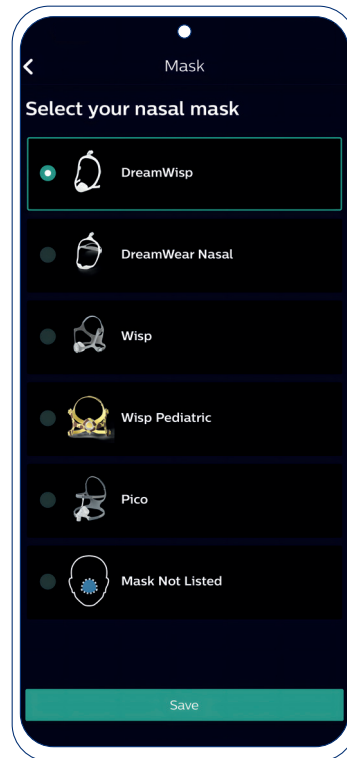 Mask
Select your nasal mask
DreamWisp
DreamWear Nasal
Wisp
Wisp Pediatric
Pico
Mask Not Listed
Save